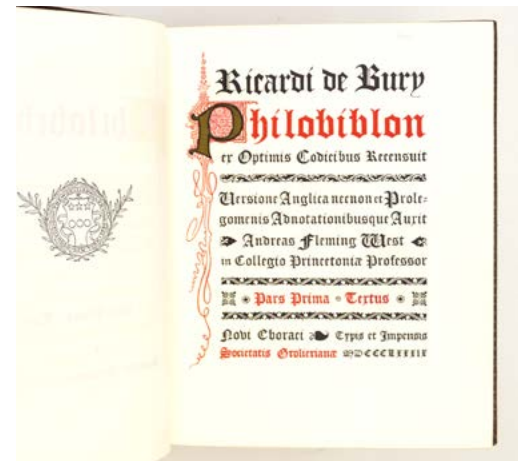 Ricardi de Bury
Philobiblon
ex Optimis Codicibus Recensuit
Versione Anglica necnon et Prole-
gomenis Adnotationibusque Auxit
Andreas Fleming West
in Collegio Princetoniæ Professor
Pars Prima Textus
Novi Eboraci Typis et Impensis
Societatis Grolierianæ MDCCCLXXXIX